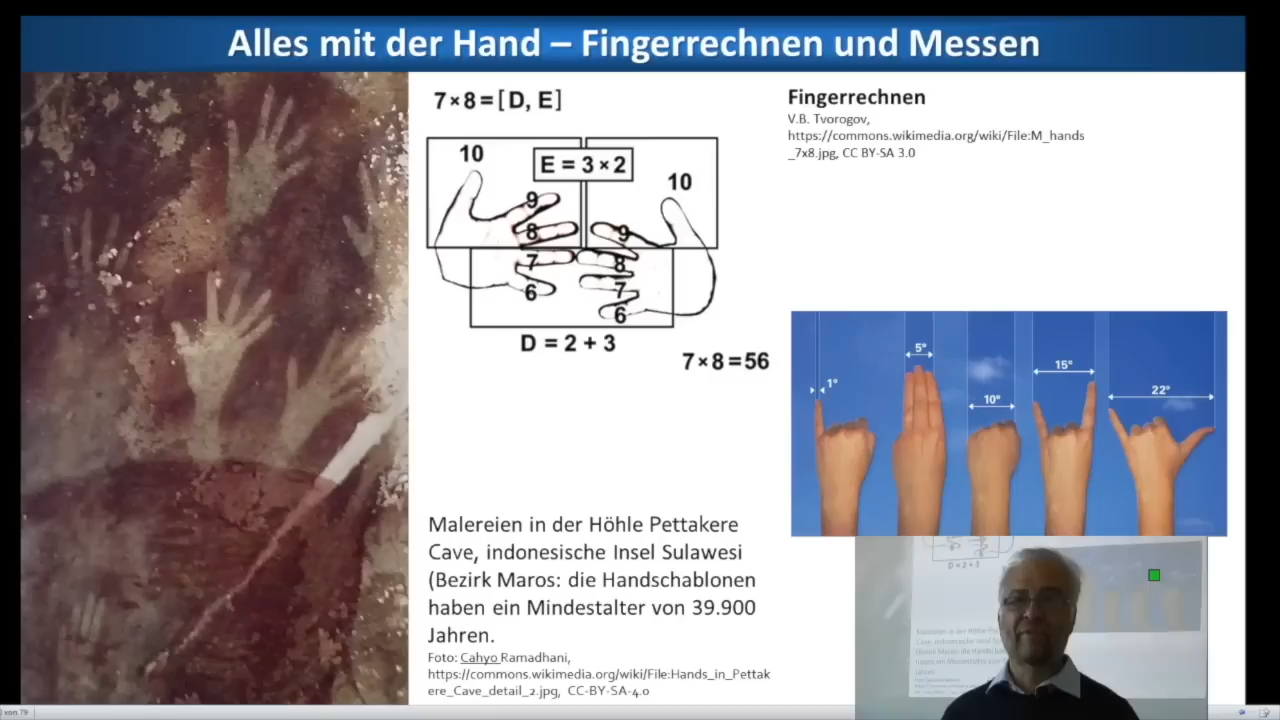 Alles mit der Hand – Fingerrechnen und Messen
7×8=[D, E]
10
E = 3×2
10
9
8
7
6
9
8
7
6
D = 2 + 3
7×8=56
Fingerrechnen
V.B. Tvorogov,
https://commons.wikimedia.org/wiki/File:M_hands
_7x8.jpg, CC BY-SA 3.0
1°
5°
10°
15°
22°
Malereien in der Höhle Pettakere
Cave, indonesische Insel Sulawesi
(Bezirk Maros: die Handschablonen
haben ein Mindestalter von 39.900
Jahren.
Foto: Cahyo Ramadhani,
https://commons.wikimedia.org/wiki/File:Hands_in_Pettak
ere_Cave_detail_2.jpg, CC-BY-SA-4.0
D = 2 + 3
von 79